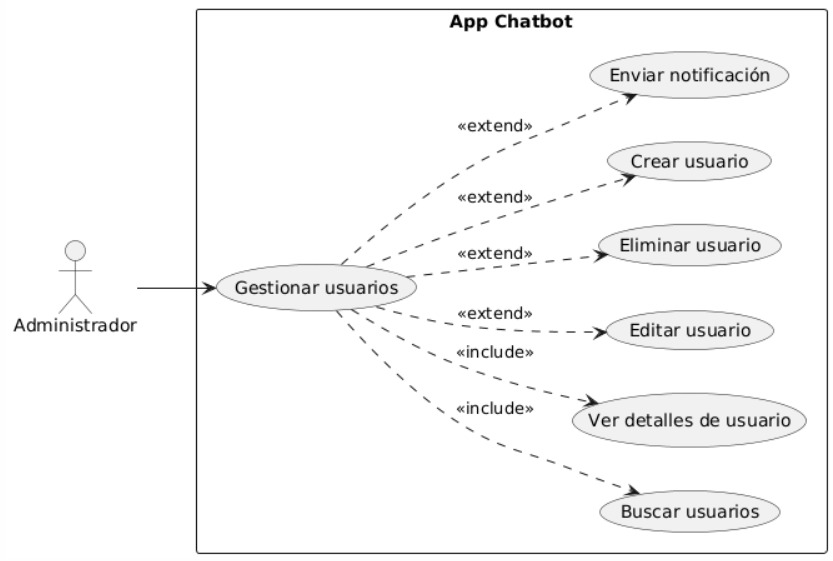 App Chatbot
Enviar notificación
«extend»
Crear usuario
«extend»
Eliminar usuario
«extend»
Gestionar usuarios
Administrador
«extend»
Editar usuario
«include»
Ver detalles de usuario
«include»
Buscar usuarios